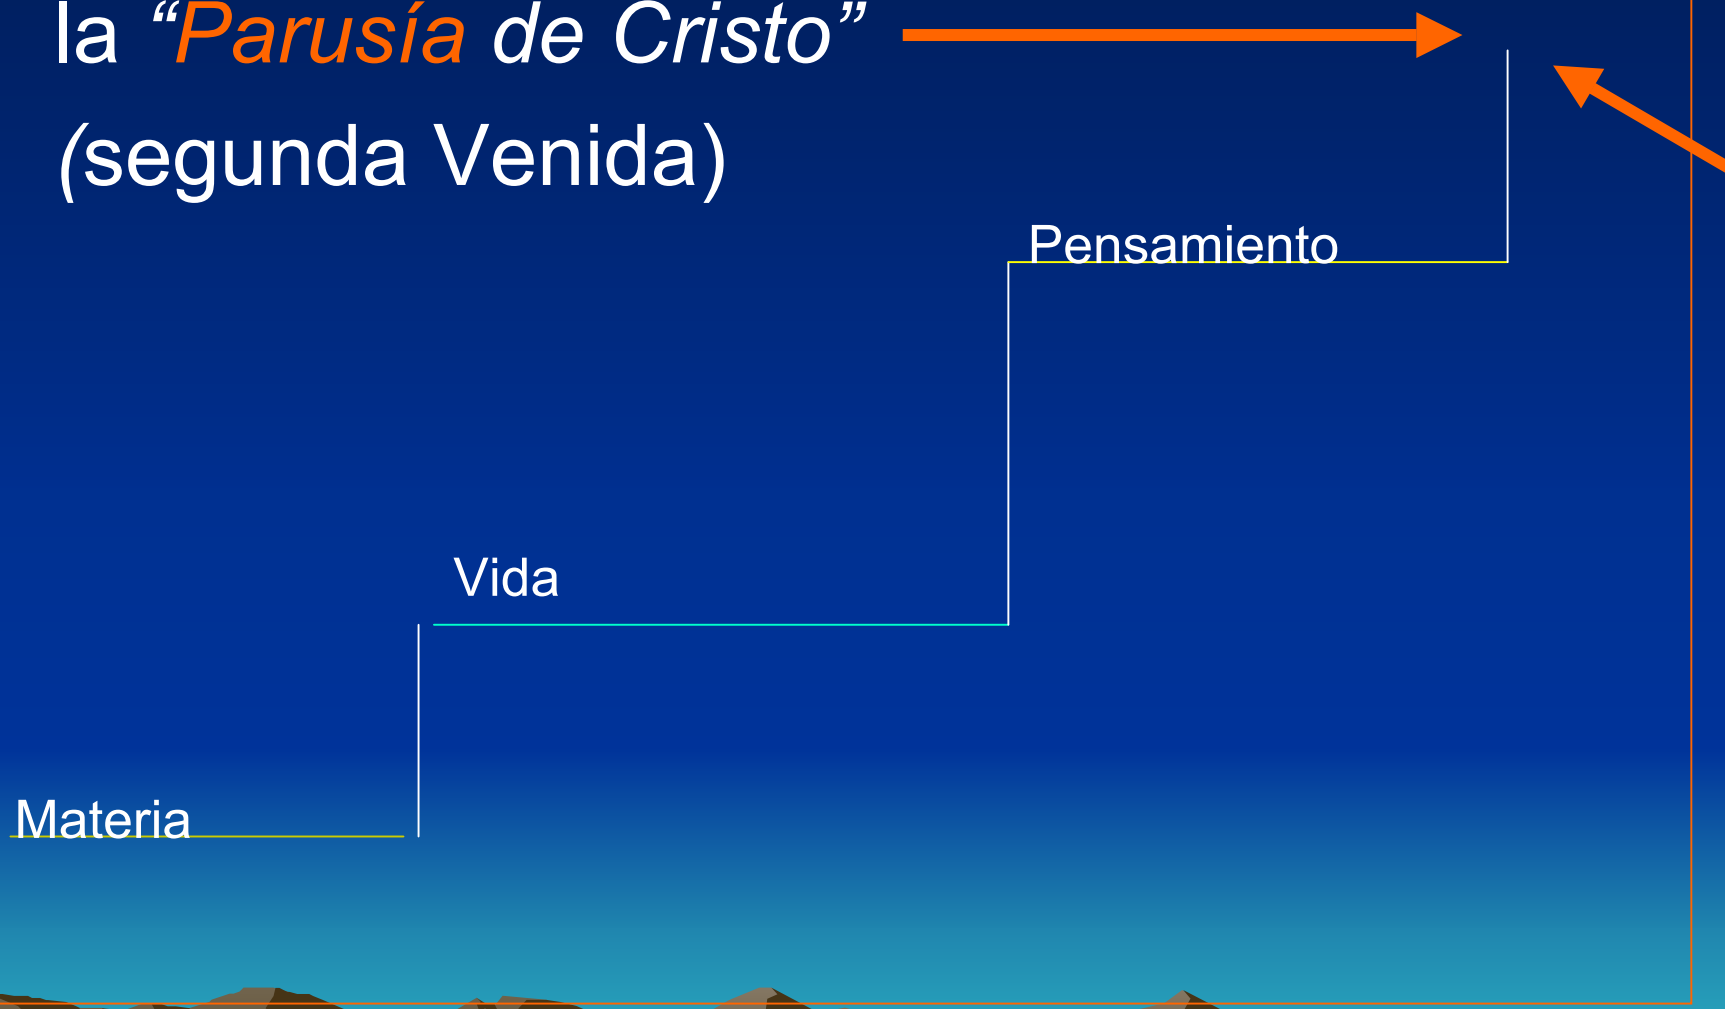 la “Parusía de Cristo”
(segunda Venida)
Pensamiento
Vida
Materia